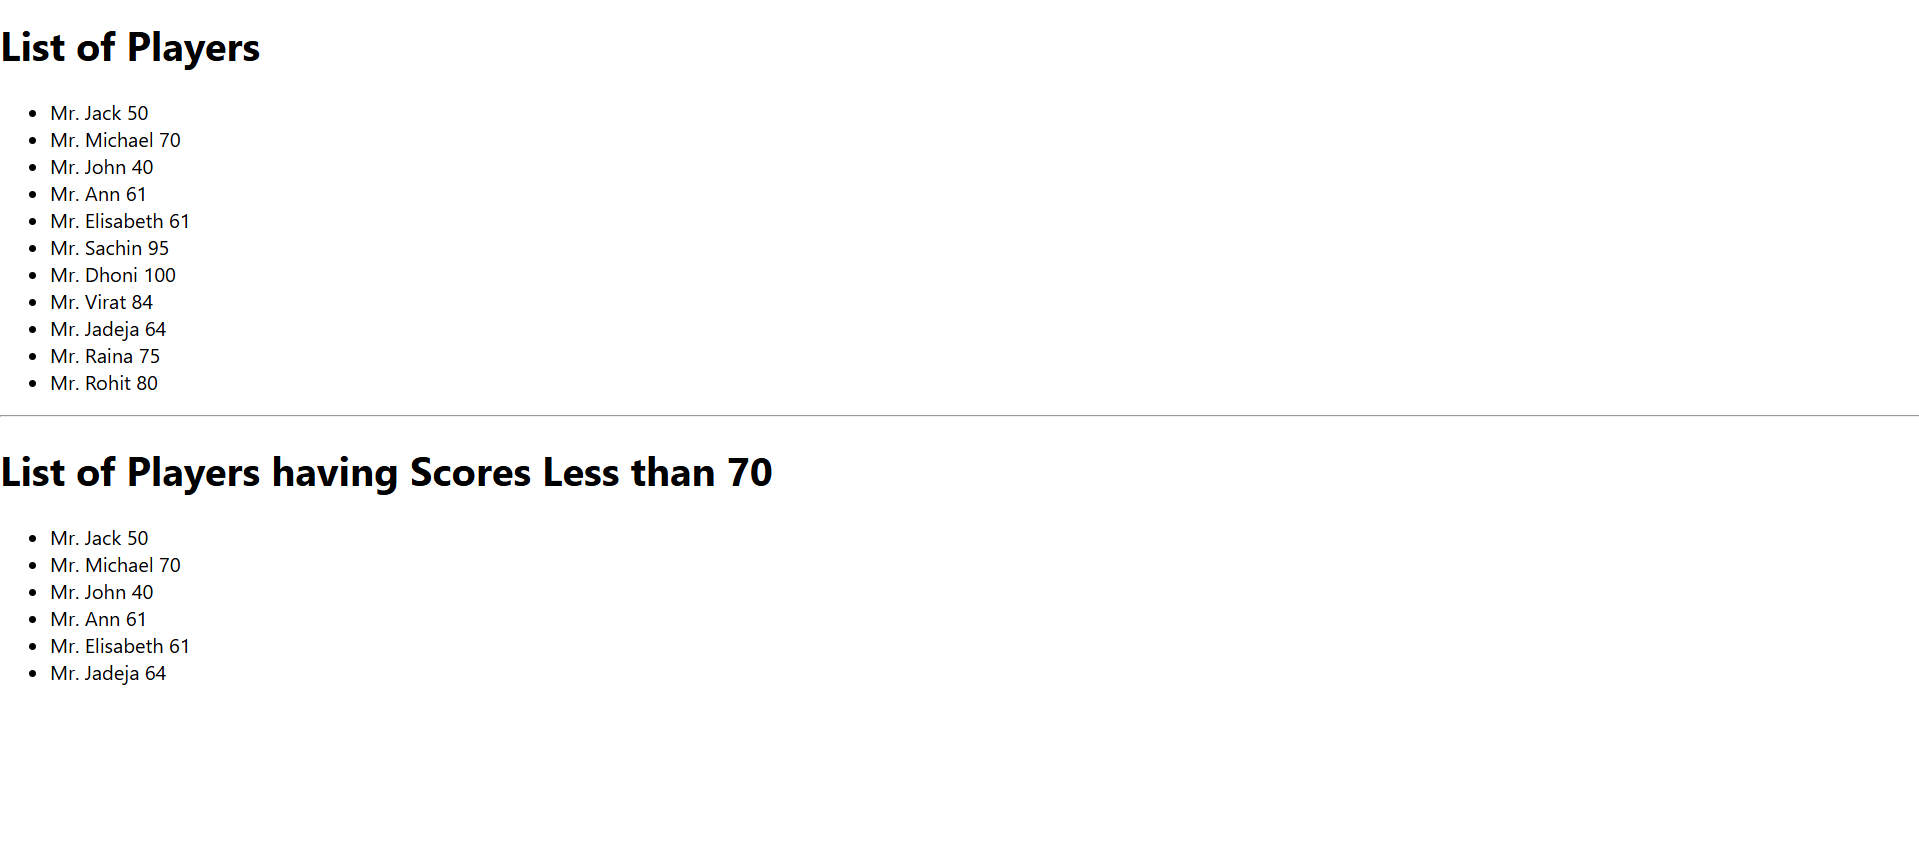 List of Players
• Mr. Jack 50
• Mr. Michael 70
• Mr. John 40
• Mr. Ann 61
• Mr. Elisabeth 61
• Mr. Sachin 95
• Mr. Dhoni 100
• Mr. Virat 84
• Mr. Jadeja 64
• Mr. Raina 75
• Mr. Rohit 80
List of Players having Scores Less than 70
• Mr. Jack 50
• Mr. Michael 70
• Mr. John 40
• Mr. Ann 61
• Mr. Elisabeth 61
• Mr. Jadeja 64